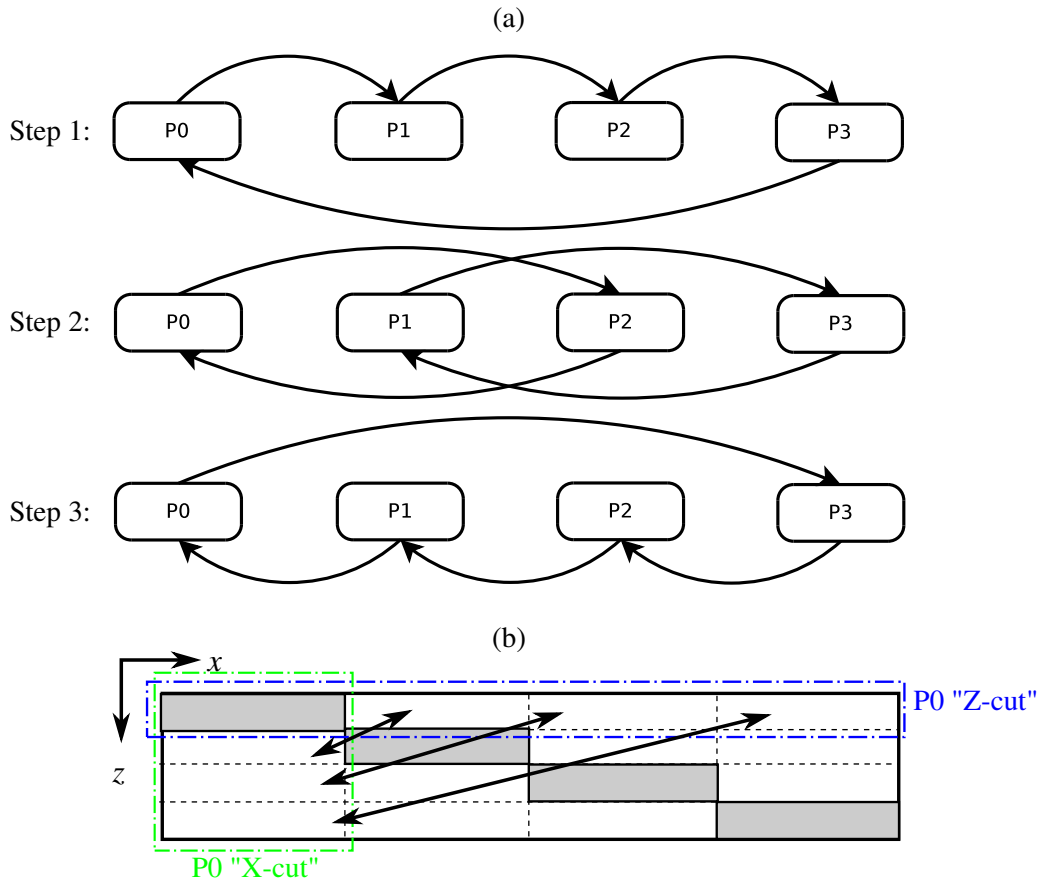 (a)
Step 1: P0 P1 P2 P3
Step 2: P0 P1 P2 P3
Step 3: P0 P1 P2 P3
(b)
x
P0 "Z-cut"
z
P0 "X-cut"